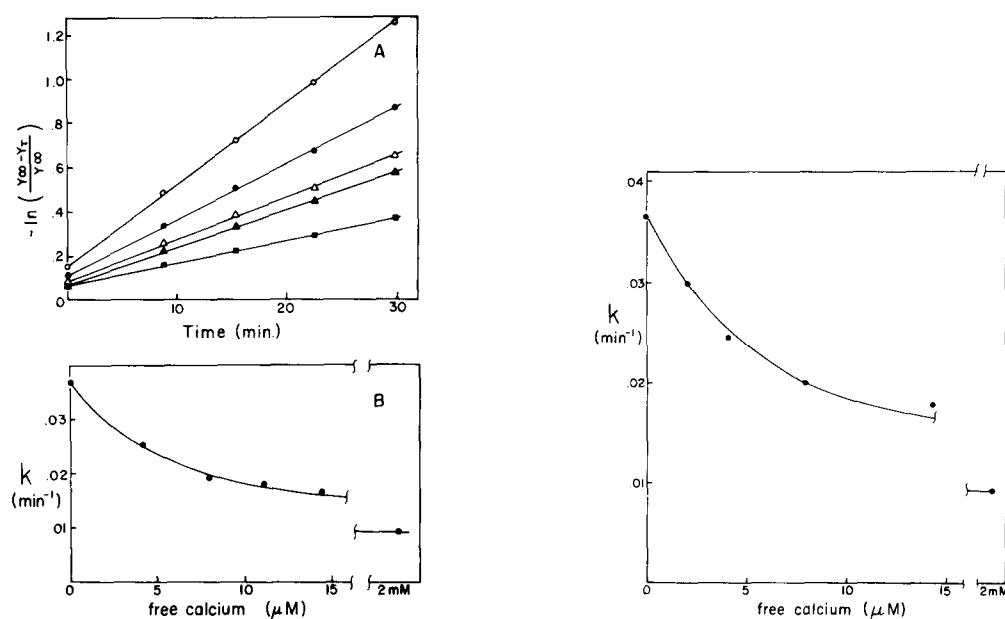 A
1.2
1.0
.8
.6
.4
.2
0
-ln ( Y∞ - Yτ / Y∞ )
0 10 20 30
Time (min.)
B
.03
.02
.01
k
(min⁻¹)
0 5 10 15 2mM
free calcium (μM)
.04
.03
.02
.01
k
(min⁻¹)
0 5 10 15 2mM
free calcium (μM)